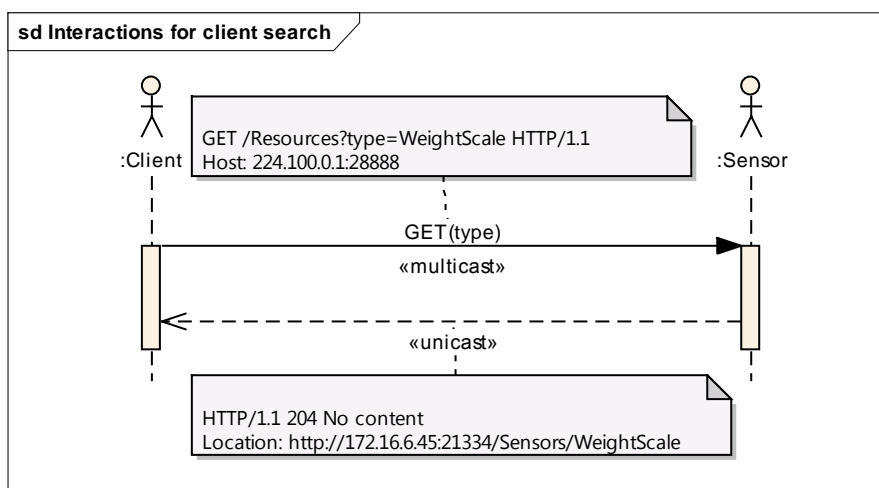 sd Interactions for client search
GET /Resources?type=WeightScale HTTP/1.1
Host: 224.100.0.1:28888
:Client
:Sensor
GET(type)
«multicast»
«unicast»
HTTP/1.1 204 No content
Location: http://172.16.6.45:21334/Sensors/WeightScale